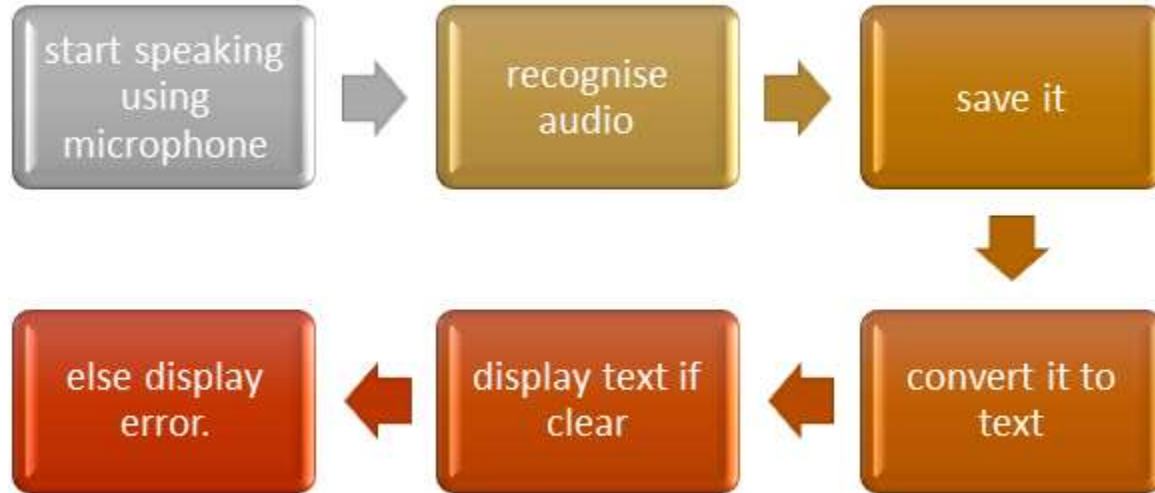 start speaking
using
microphone
recognise
audio
save it
convert it to
text
display text if
clear
else display
error.